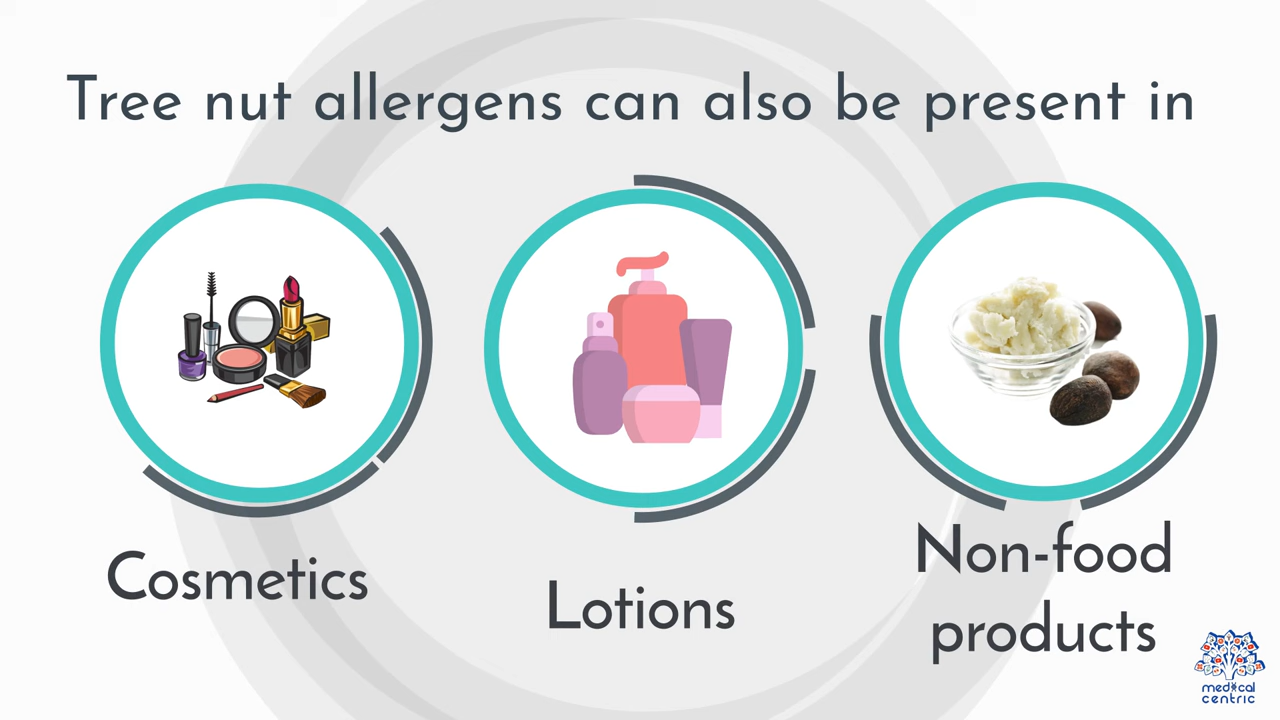 Tree nut allergens can also be present in
Cosmetics
Lotions
Non-food
products
medical
centric